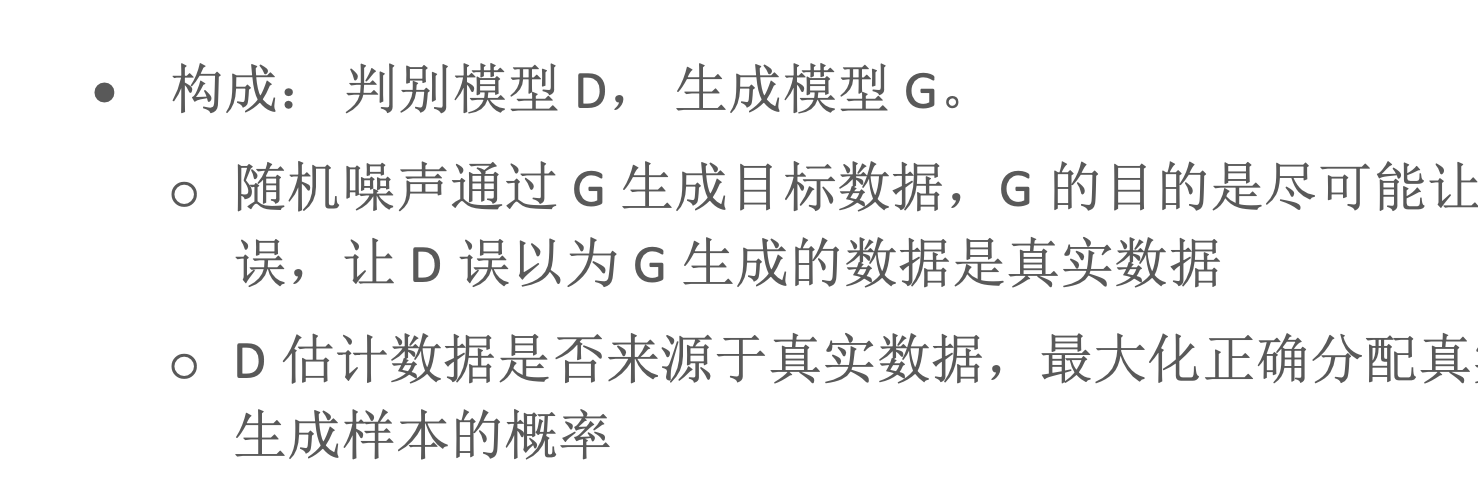 • 构成： 判别模型 D， 生成模型 G。
○ 随机噪声通过 G 生成目标数据，G 的目的是尽可能让
误，让 D 误以为 G 生成的数据是真实数据
○ D 估计数据是否来源于真实数据，最大化正确分配真
生成样本的概率